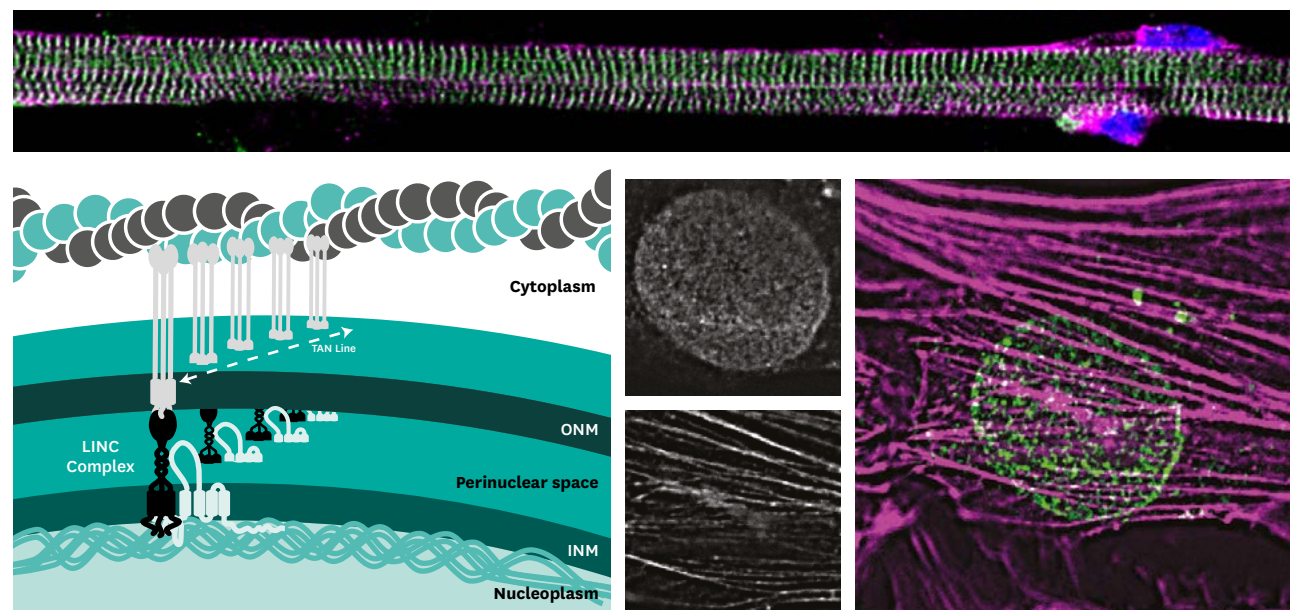 Cytoplasm
TAN Line
ONM
LINC
Complex
Perinuclear space
INM
Nucleoplasm